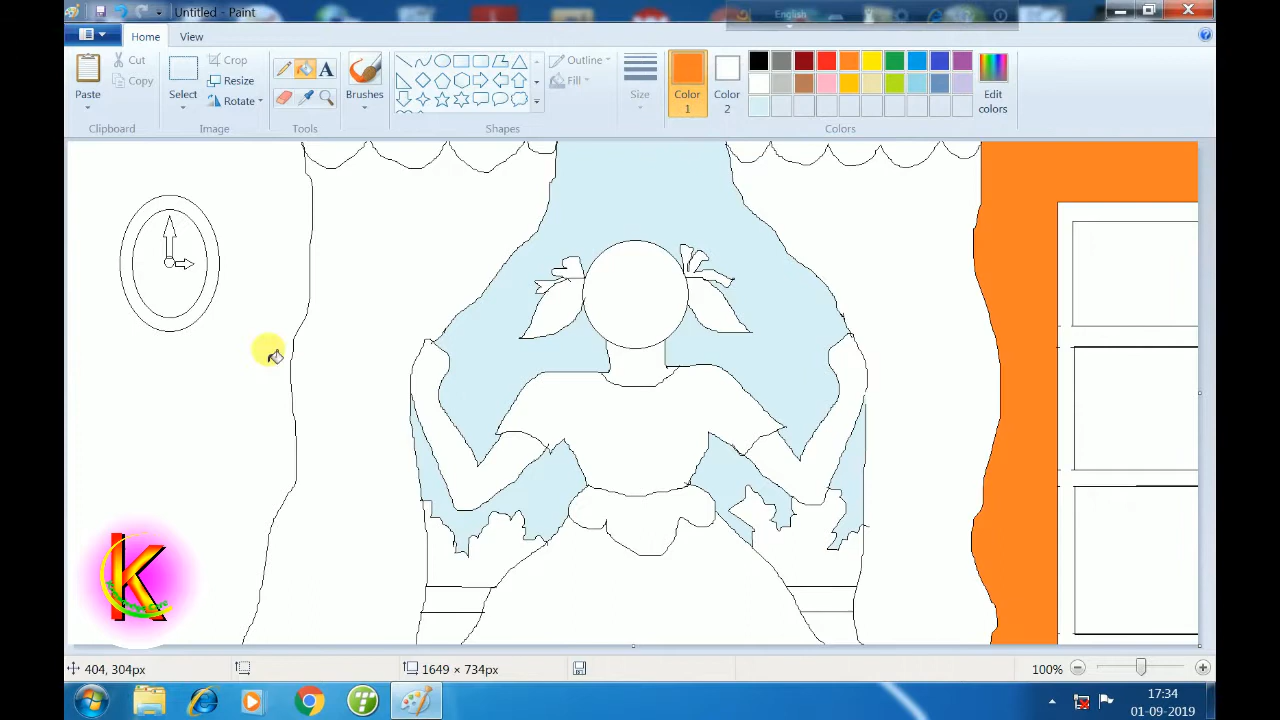 Untitled - Paint
English
Home
View
Paste
Cut
Copy
Clipboard
Select
Crop
Resize
Rotate
Image
A
Tools
Brushes
Outline
Fill
Shapes
Size
Color 1
Color 2
Edit colors
Colors
K
404, 304px
1649 × 734px
100%
17:34
01-09-2019